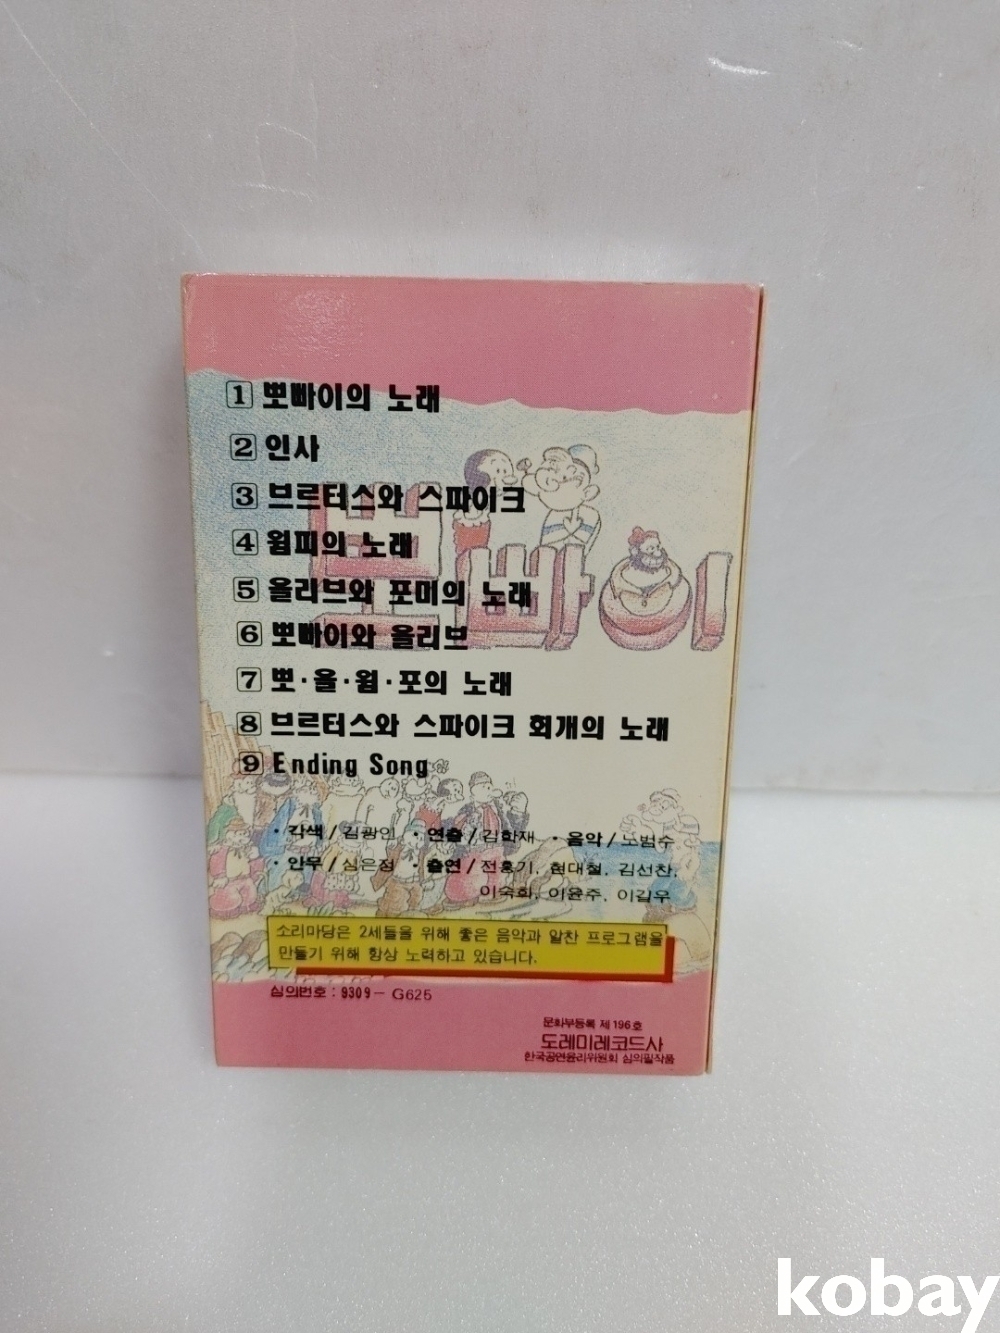 1 뽀빠이의 노래
2 인사
3 브르터스와 스파이크
4 윔피의 노래
5 올리브와 포미의 노래
6 뽀빠이와 올리브
7 뽀·올·윔·포의 노래
8 브르터스와 스파이크 회개의 노래
9 Ending Song
뽀빠이
·각색/김광인 ·연출/김학재 ·음악/노범수
·안무/심은정 ·출연/전홍기, 현대철, 김선찬,
이숙희, 이윤주, 이길우
소리마당은 2세들을 위해 좋은 음악과 알찬 프로그램을
만들기 위해 항상 노력하고 있습니다.
심의번호 : 9309 - G625
문화부등록 제196호
도레미레코드사
한국공연윤리위원회 심의필작품
kobay